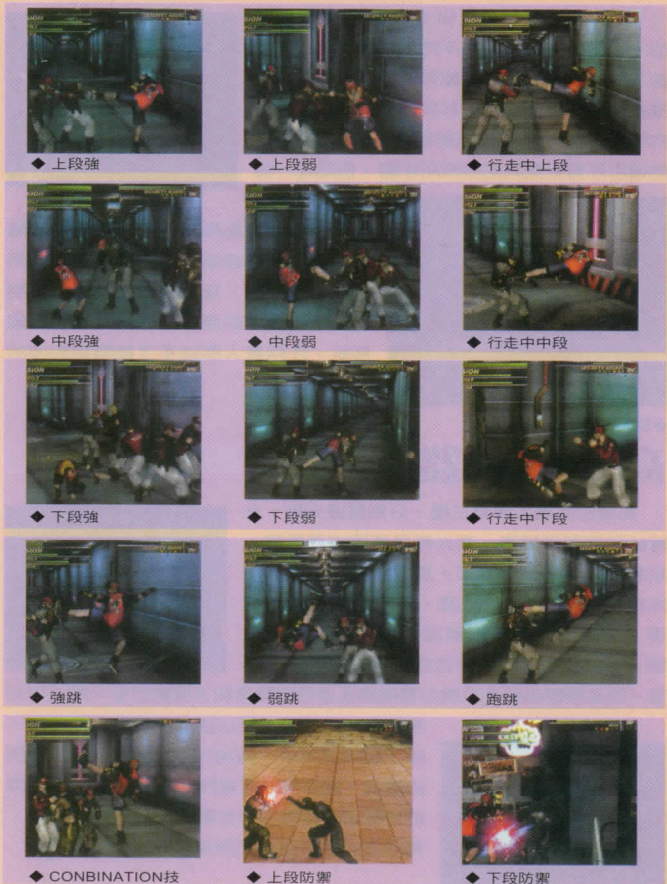 ◆ 上段強
◆ 上段弱
◆ 行走中上段
◆ 中段強
◆ 中段弱
◆ 行走中中段
◆ 下段強
◆ 下段弱
◆ 行走中下段
◆ 強跳
◆ 弱跳
◆ 跑跳
◆ CONBINATION技
◆ 上段防禦
◆ 下段防禦